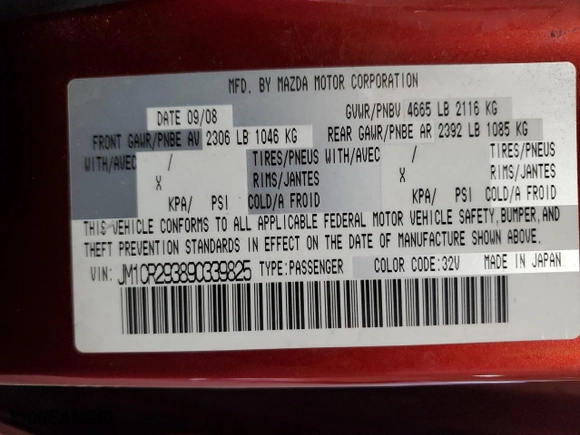 MFD. BY MAZDA MOTOR CORPORATION
DATE 09/08 GVWR/PNBV 4665 LB 2116 KG
FRONT GAWR/PNBE AV 2306 LB 1046 KG REAR GAWR/PNBE AR 2392 LB 1085 KG
WITH/AVEC / TIRES/PNEUS WITH/AVEC / TIRES/PNEUS
X RIMS/JANTES X RIMS/JANTES
KPA/ PSI COLD/A FROID KPA/ PSI COLD/A FROID
THIS VEHICLE CONFORMS TO ALL APPLICABLE FEDERAL MOTOR VEHICLE SAFETY, BUMPER, AND
THEFT PREVENTION STANDARDS IN EFFECT ON THE DATE OF MANUFACTURE SHOWN ABOVE.
VIN: JM1CR293890339825 TYPE:PASSENGER COLOR CODE:32V MADE IN JAPAN